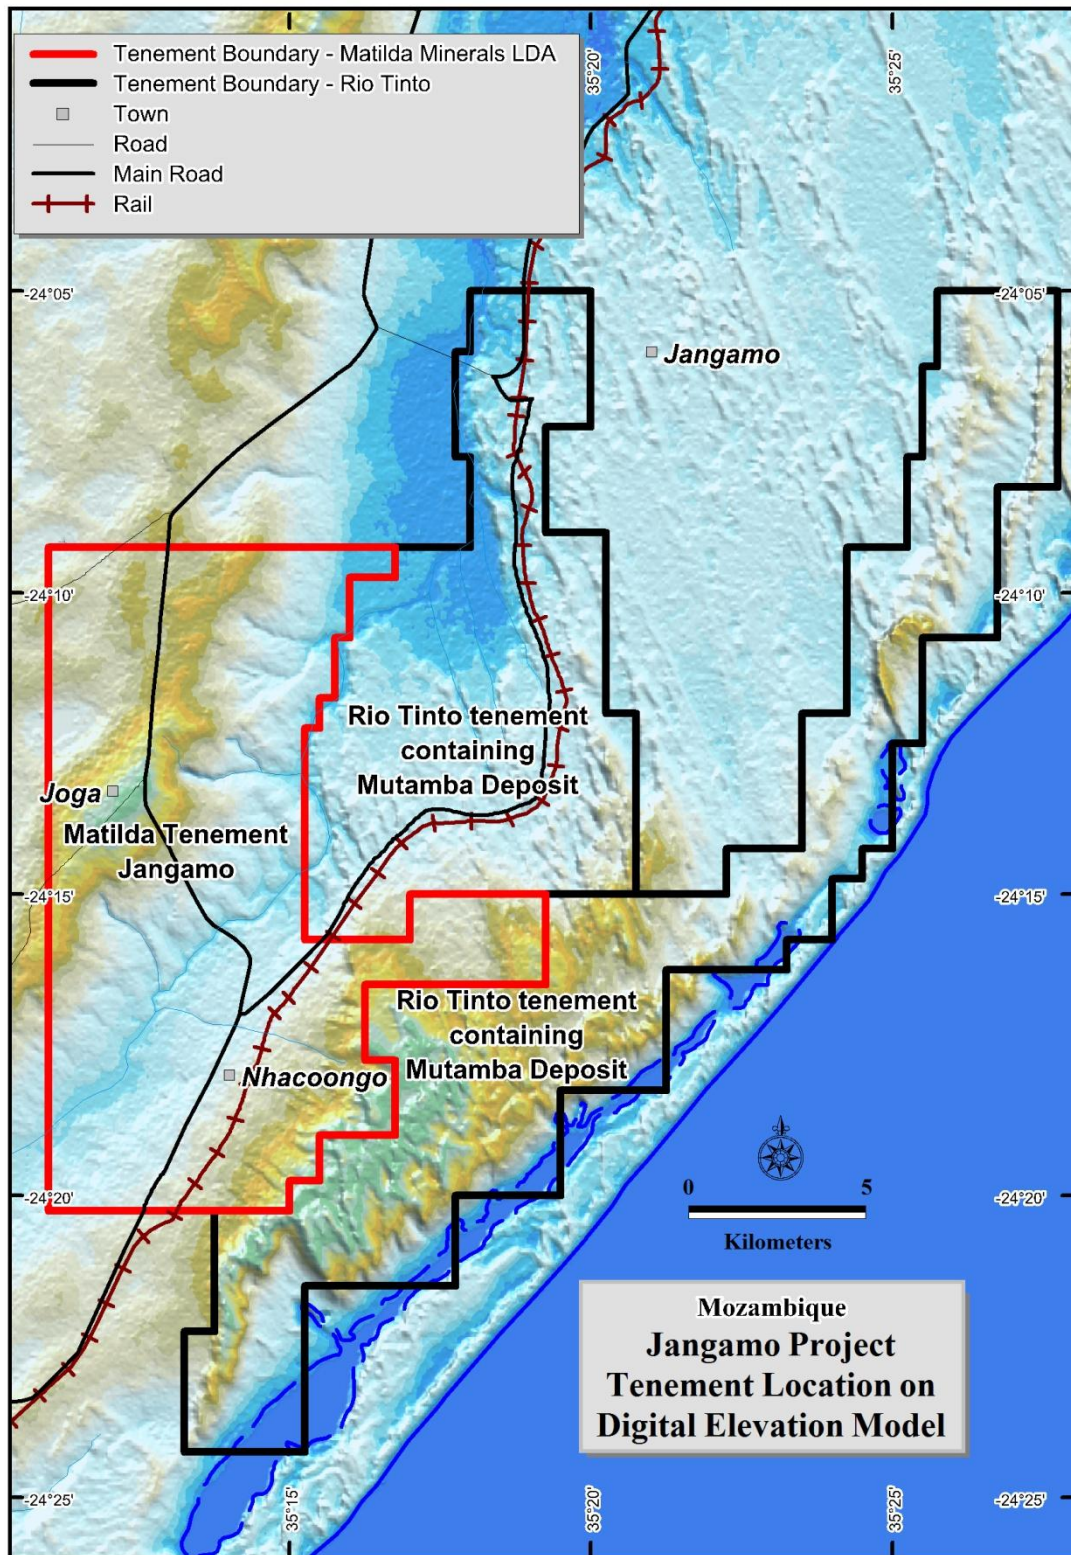 Tenement Boundary - Matilda Minerals LDA
Tenement Boundary - Rio Tinto
Town
Road
Main Road
Rail
35°20'
35°25'
-24°05'
-24°05'
Jangamo
-24°10'
-24°10'
Rio Tinto tenement
containing
Mutamba Deposit
Joga
Matilda Tenement
Jangamo
-24°15'
-24°15'
Rio Tinto tenement
containing
Mutamba Deposit
Nhacoongo
-24°20'
-24°20'
0 5
Kilometers
Mozambique
Jangamo Project
Tenement Location on
Digital Elevation Model
-24°25'
-24°25'
35°15'
35°20'
35°25'